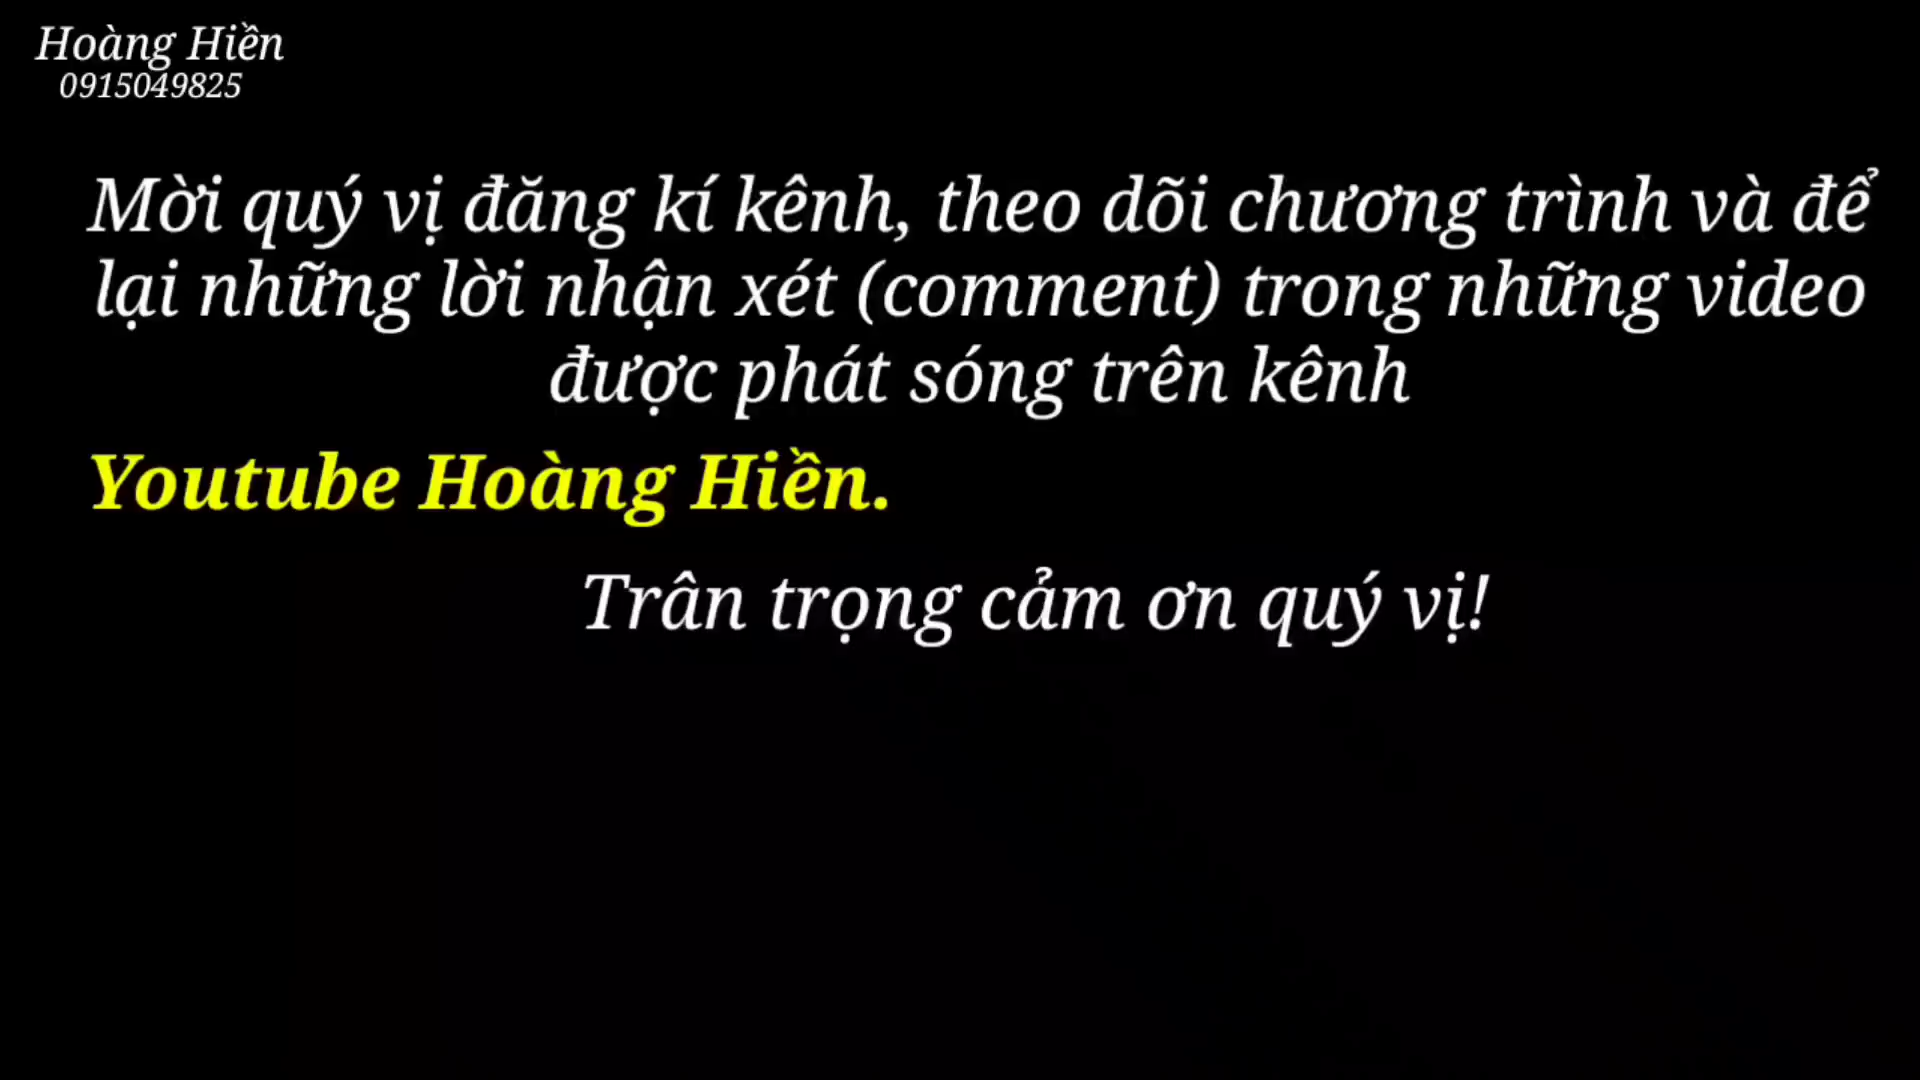 Hoàng Hiền
0915049825
Mời quý vị đăng kí kênh, theo dõi chương trình và để
lại những lời nhận xét (comment) trong những video
được phát sóng trên kênh
Youtube Hoàng Hiền.
Trân trọng cảm ơn quý vị!